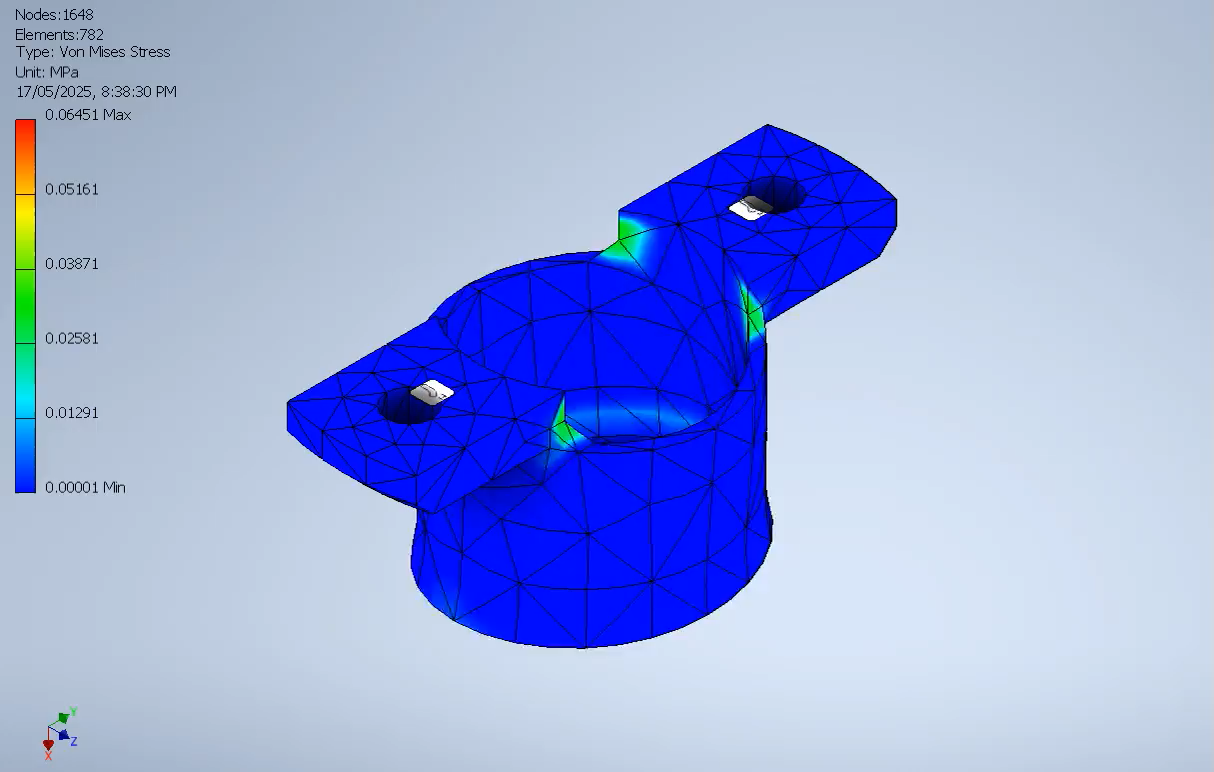 Nodes:1648
Elements:782
Type: Von Mises Stress
Unit: MPa
17/05/2025, 8:38:30 PM
0.06451 Max
0.05161
0.03871
0.02581
0.01291
0.00001 Min
Y
Z
X